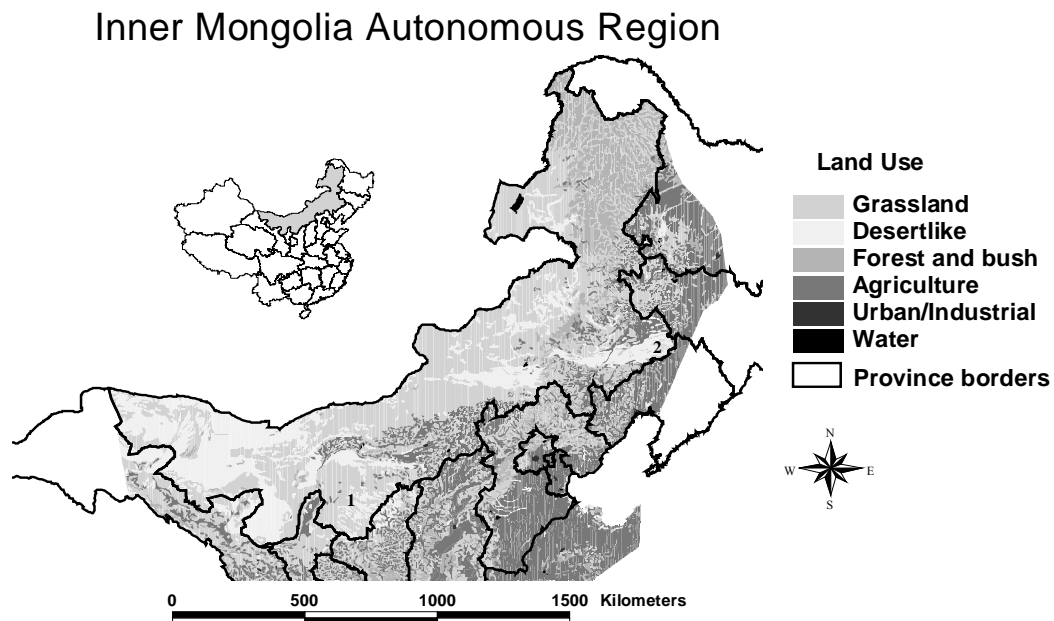 Inner Mongolia Autonomous Region
Land Use
Grassland
Desertlike
Forest and bush
Agriculture
Urban/Industrial
Water
Province borders
2
1
N
W E
S
0 500 1000 1500 Kilometers